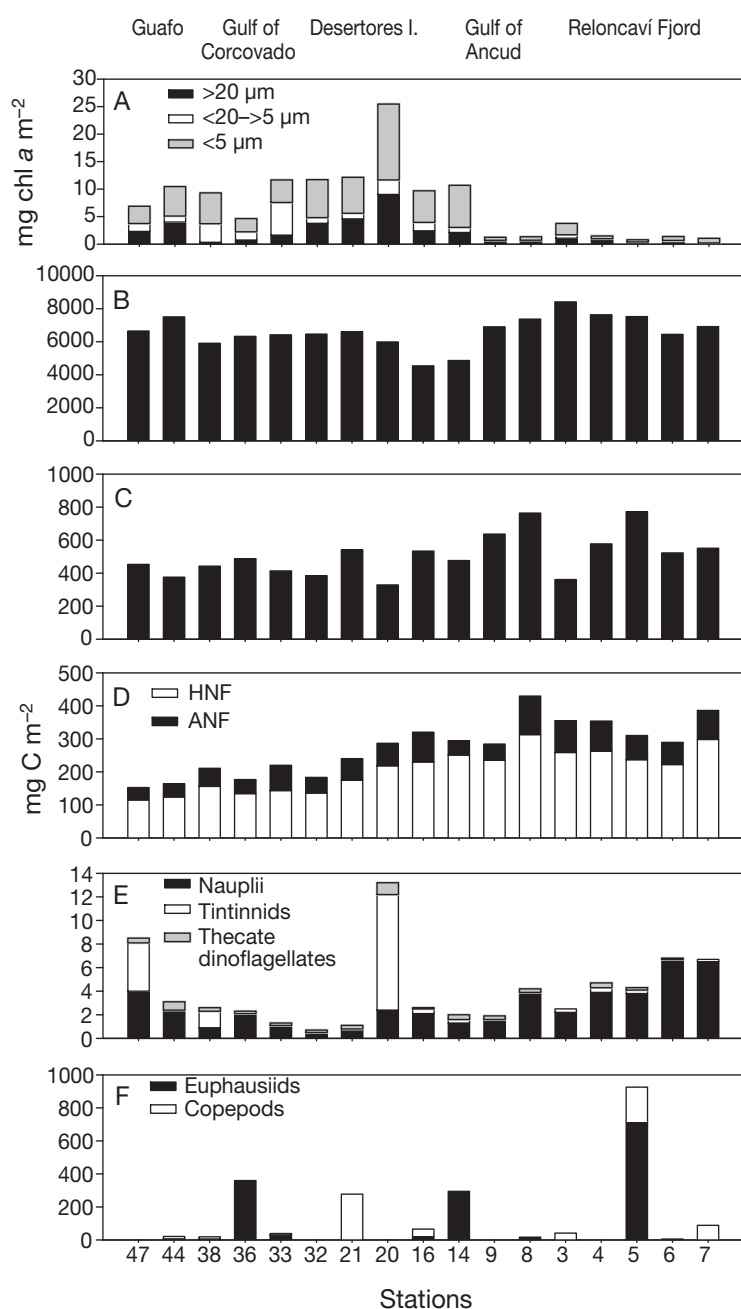 Guafo
Gulf of
Corcovado
Desertores I.
Gulf of
Ancud
Reloncaví Fjord
A
>20 µm
<20–>5 µm
<5 µm
mg chl a m–2
30
25
20
15
10
5
0
B
10000
8000
6000
4000
2000
0
C
1000
800
600
400
200
0
D
HNF
ANF
mg C m–2
500
400
300
200
100
0
E
Nauplii
Tintinnids
Thecate
dinoflagellates
14
12
10
8
6
4
2
0
F
Euphausiids
Copepods
1000
800
600
400
200
0
47 44 38 36 33 32 21 20 16 14 9 8 3 4 5 6 7
Stations